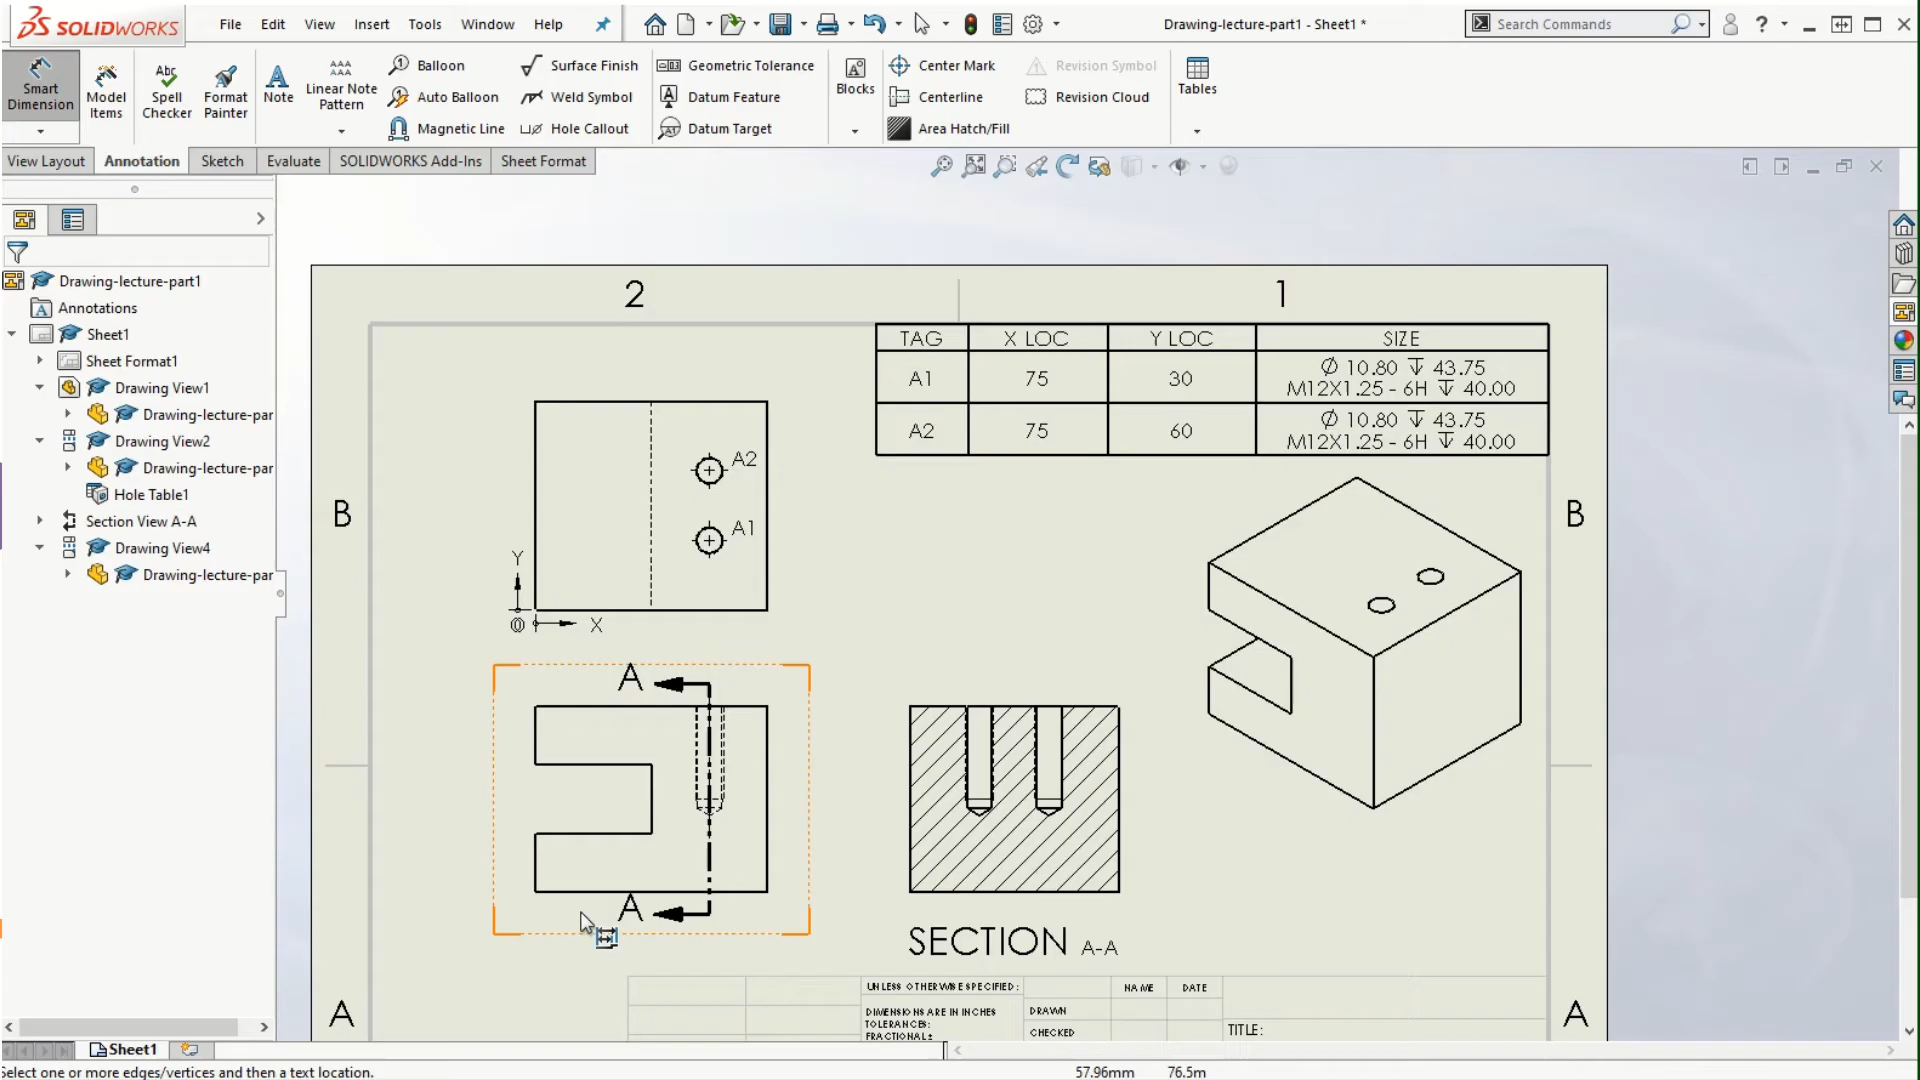 SOLIDWORKS
File Edit View Insert Tools Window Help
Drawing-lecture-part1 - Sheet1 *
Search Commands
Smart Dimension
Model Items
Spell Checker
Format Painter
Note
Linear Note Pattern
Balloon
Auto Balloon
Magnetic Line
Surface Finish
Weld Symbol
Hole Callout
Geometric Tolerance
Datum Feature
Datum Target
Blocks
Center Mark
Centerline
Area Hatch/Fill
Revision Symbol
Revision Cloud
Tables
View Layout Annotation Sketch Evaluate SOLIDWORKS Add-Ins Sheet Format
Drawing-lecture-part1
Annotations
Sheet1
Sheet Format1
Drawing View1
Drawing-lecture-par
Drawing View2
Drawing-lecture-par
Hole Table1
Section View A-A
Drawing View4
Drawing-lecture-par
2 1
TAG X LOC Y LOC SIZE
A1 75 30 Ø 10.80 ↧ 43.75
M12X1.25 - 6H ↧ 40.00
A2 75 60 Ø 10.80 ↧ 43.75
M12X1.25 - 6H ↧ 40.00
A2
A1
B B
Y
0 X
A
A
SECTION A-A
A A
UNLESS OTHERWISE SPECIFIED:
DIMENSIONS ARE IN INCHES
TOLERANCES:
FRACTIONAL±
NAME DATE
DRAWN
CHECKED
TITLE:
Sheet1
Select one or more edges/vertices and then a text location.
57.96mm 76.5m